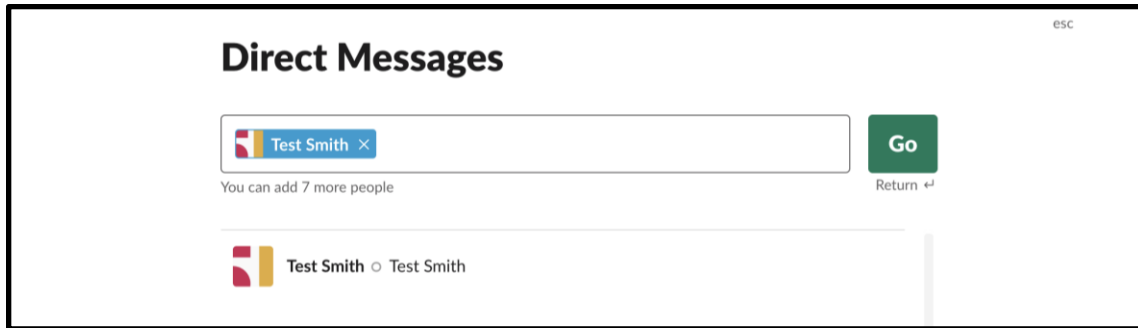 esc
Direct Messages
Test Smith ×
Go
You can add 7 more people
Return ↵
Test Smith ○ Test Smith